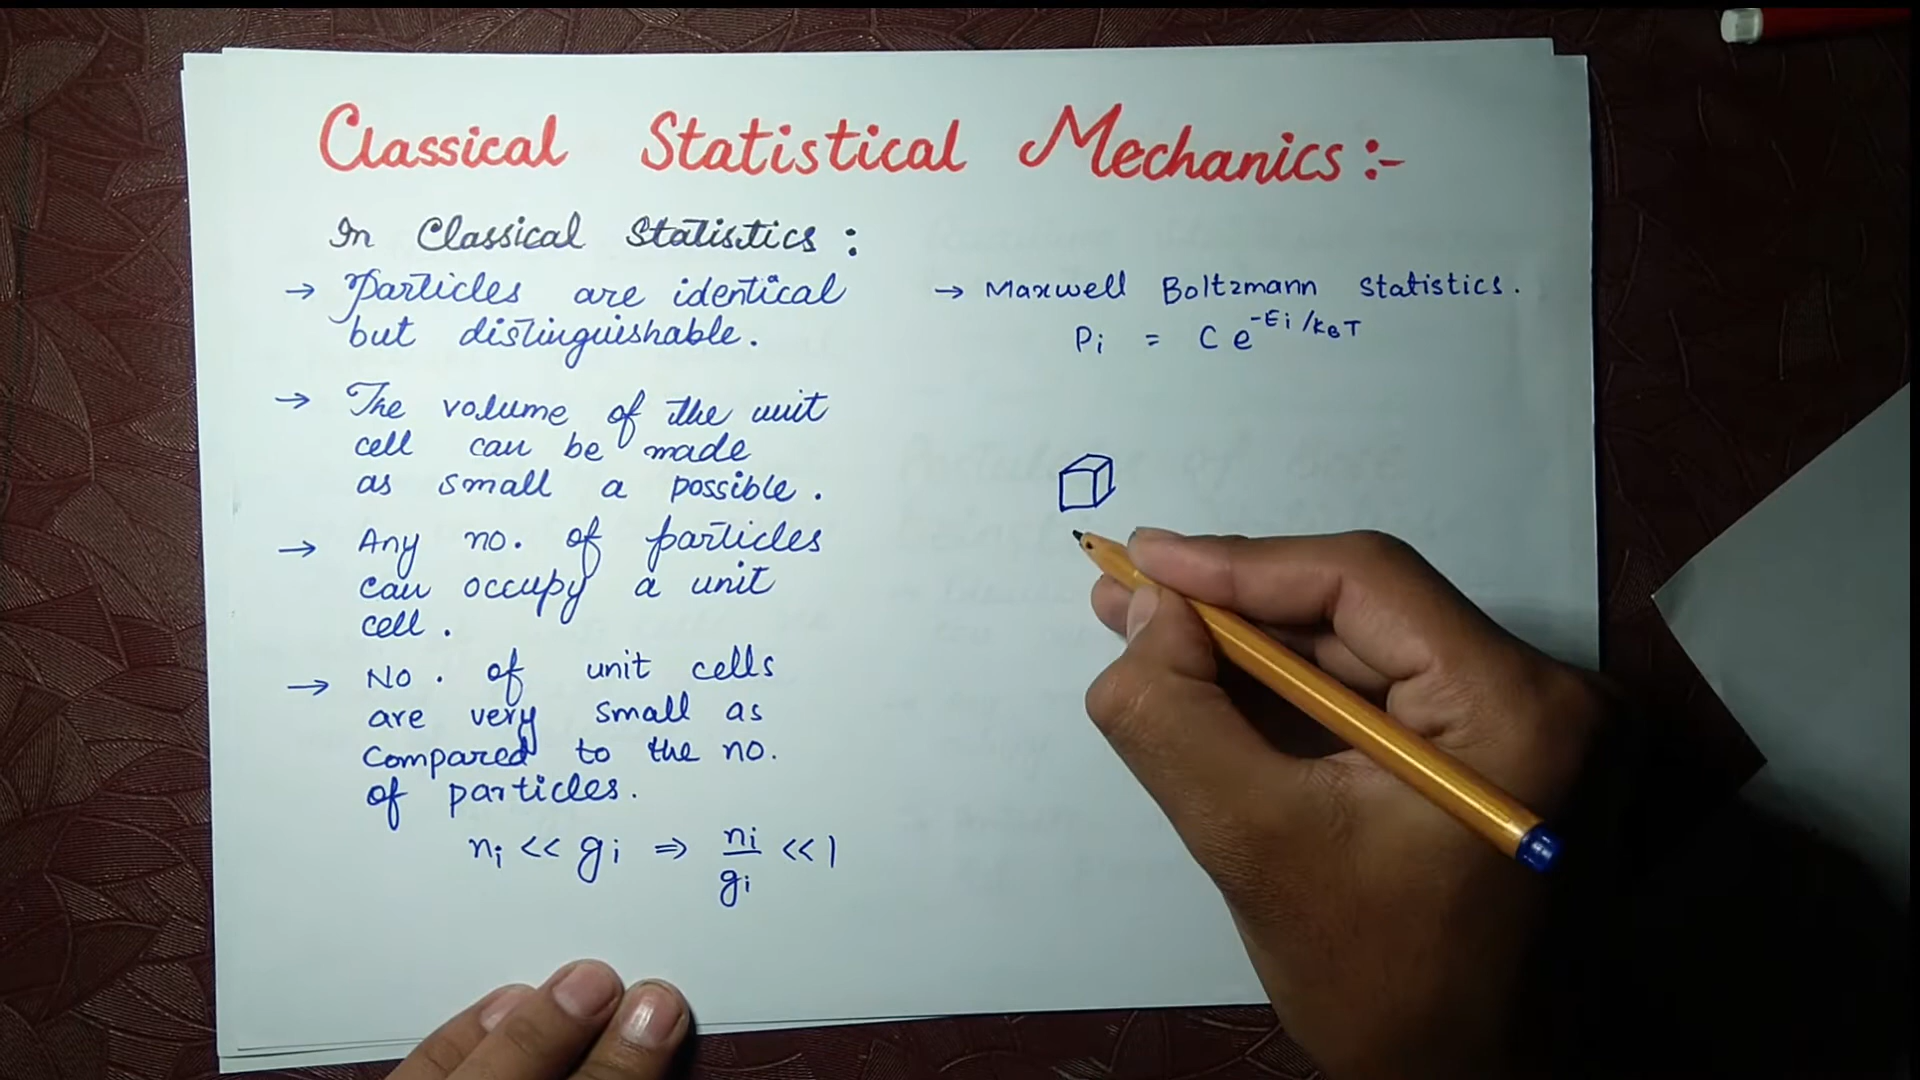 Classical Statistical Mechanics :-
In Classical Statistics :
→ Particles are identical
but distinguishable.
→ The volume of the unit
cell can be made
as small a possible.
→ Any no. of particles
can occupy a unit
cell.
→ No. of unit cells
are very small as
compared to the no.
of particles.
nᵢ << gᵢ ⇒ nᵢ/gᵢ << 1
→ Maxwell Boltzmann Statistics.
Pᵢ = C e^(-Ei/kBT)